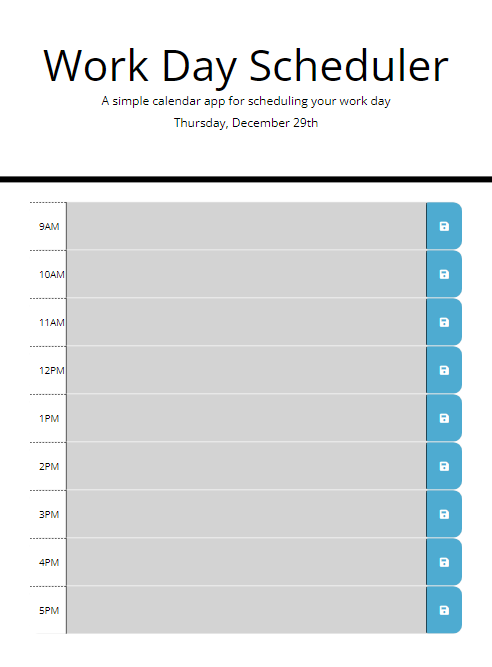 Work Day Scheduler
A simple calendar app for scheduling your work day
Thursday, December 29th
9AM
10AM
11AM
12PM
1PM
2PM
3PM
4PM
5PM